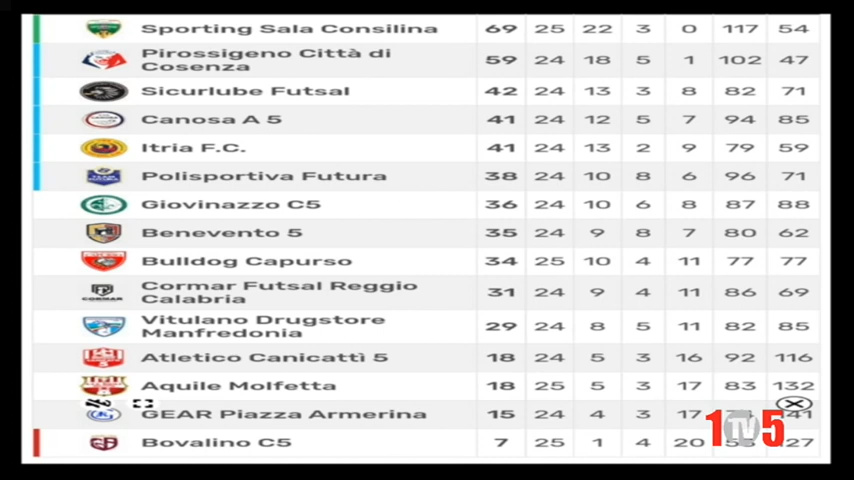 Sporting Sala Consilina 69 25 22 3 0 117 54
Pirossigeno Città di
Cosenza 59 24 18 5 1 102 47
Sicurlube Futsal 42 24 13 3 8 82 71
Canosa A 5 41 24 12 5 7 94 85
Itria F.C. 41 24 13 2 9 79 59
Polisportiva Futura 38 24 10 8 6 96 71
Giovinazzo C5 36 24 10 6 8 87 88
Benevento 5 35 24 9 8 7 80 62
Bulldog Capurso 34 25 10 4 11 77 77
Cormar Futsal Reggio
Calabria 31 24 9 4 11 86 69
CORMAR
Vitulano Drugstore
Manfredonia 29 24 8 5 11 82 85
Atletico Canicattì 5 18 24 5 3 16 92 116
Aquile Molfetta 18 25 5 3 17 83 132
GEAR Piazza Armerina 15 24 4 3 17
Bovalino C5 7 25 1 4 20
1 TV 5